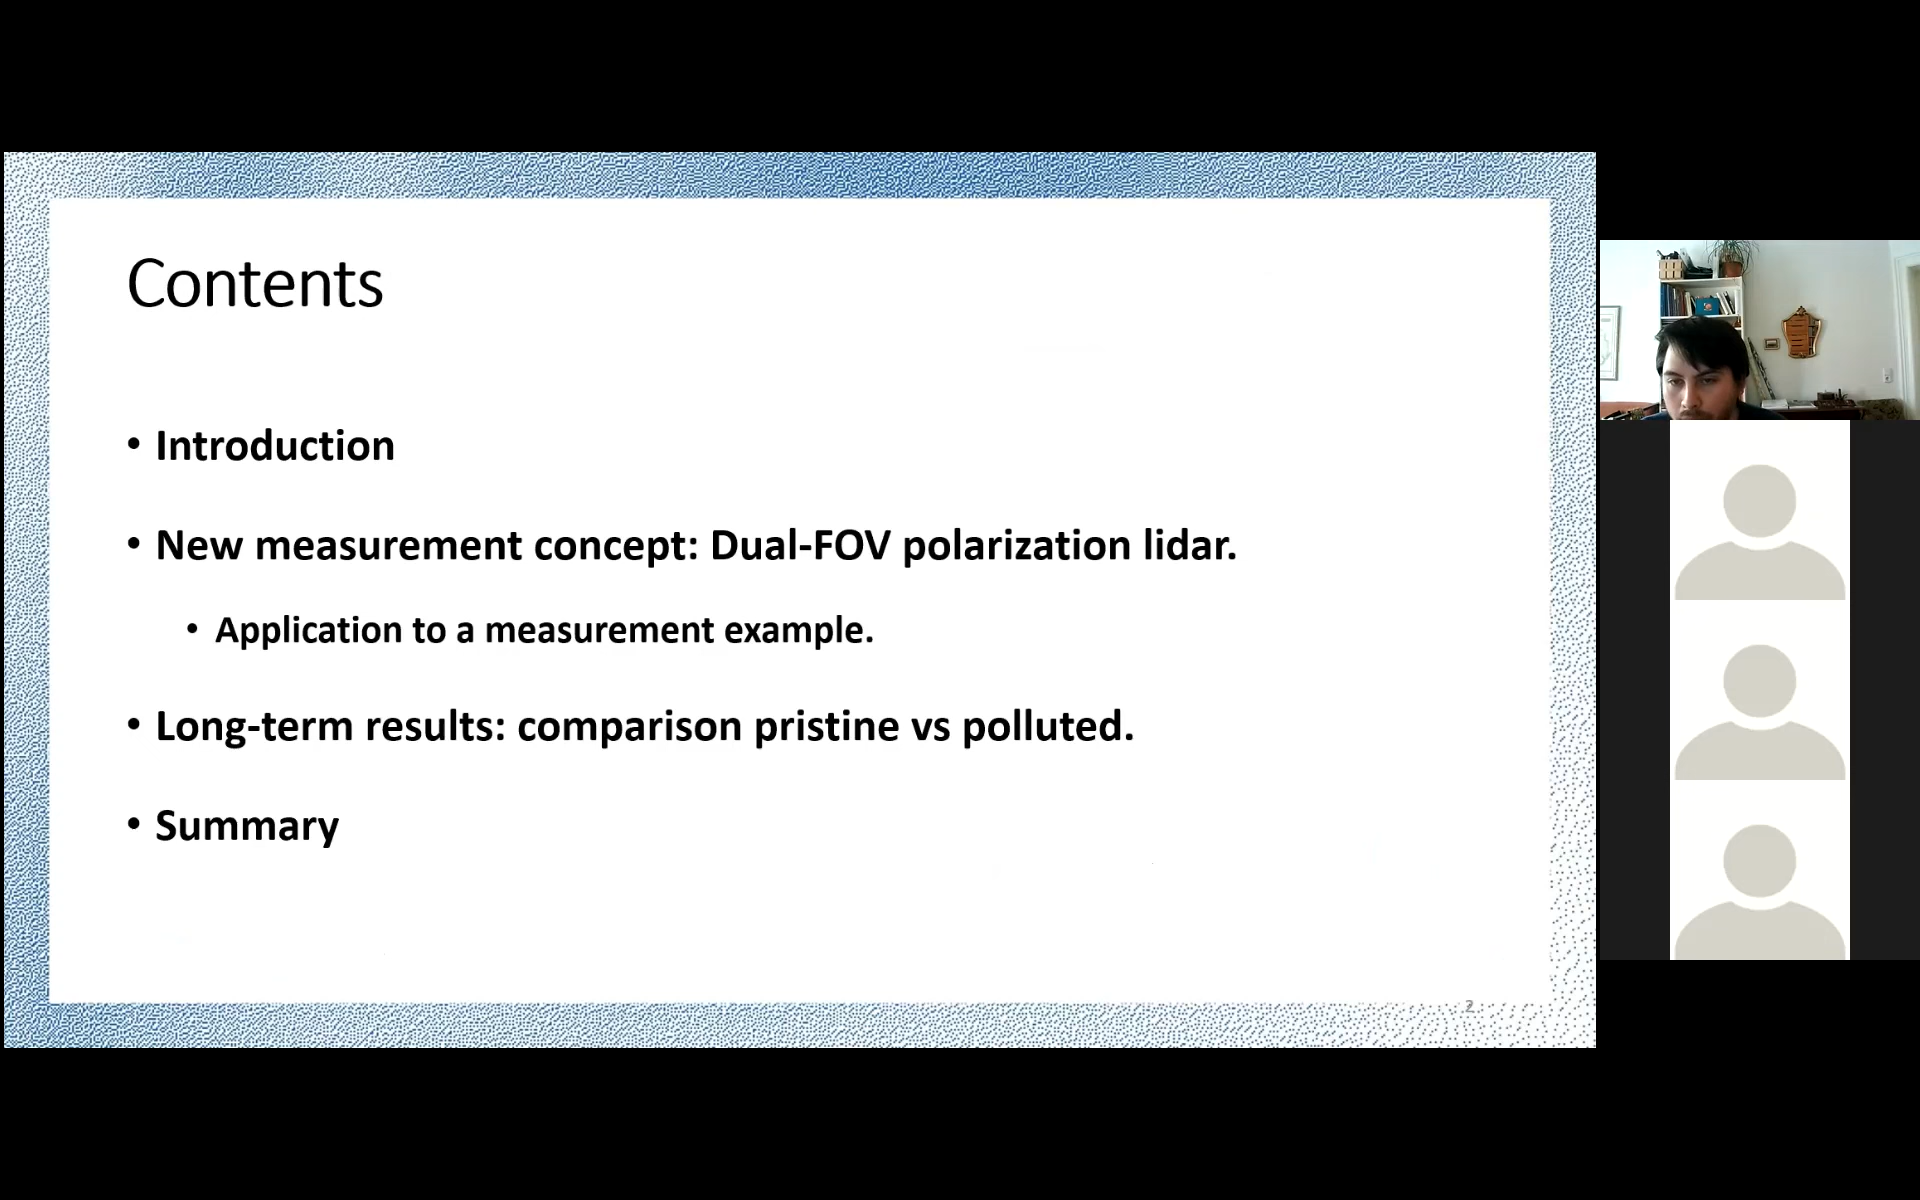 Contents
• Introduction
• New measurement concept: Dual-FOV polarization lidar.
• Application to a measurement example.
• Long-term results: comparison pristine vs polluted.
• Summary
2